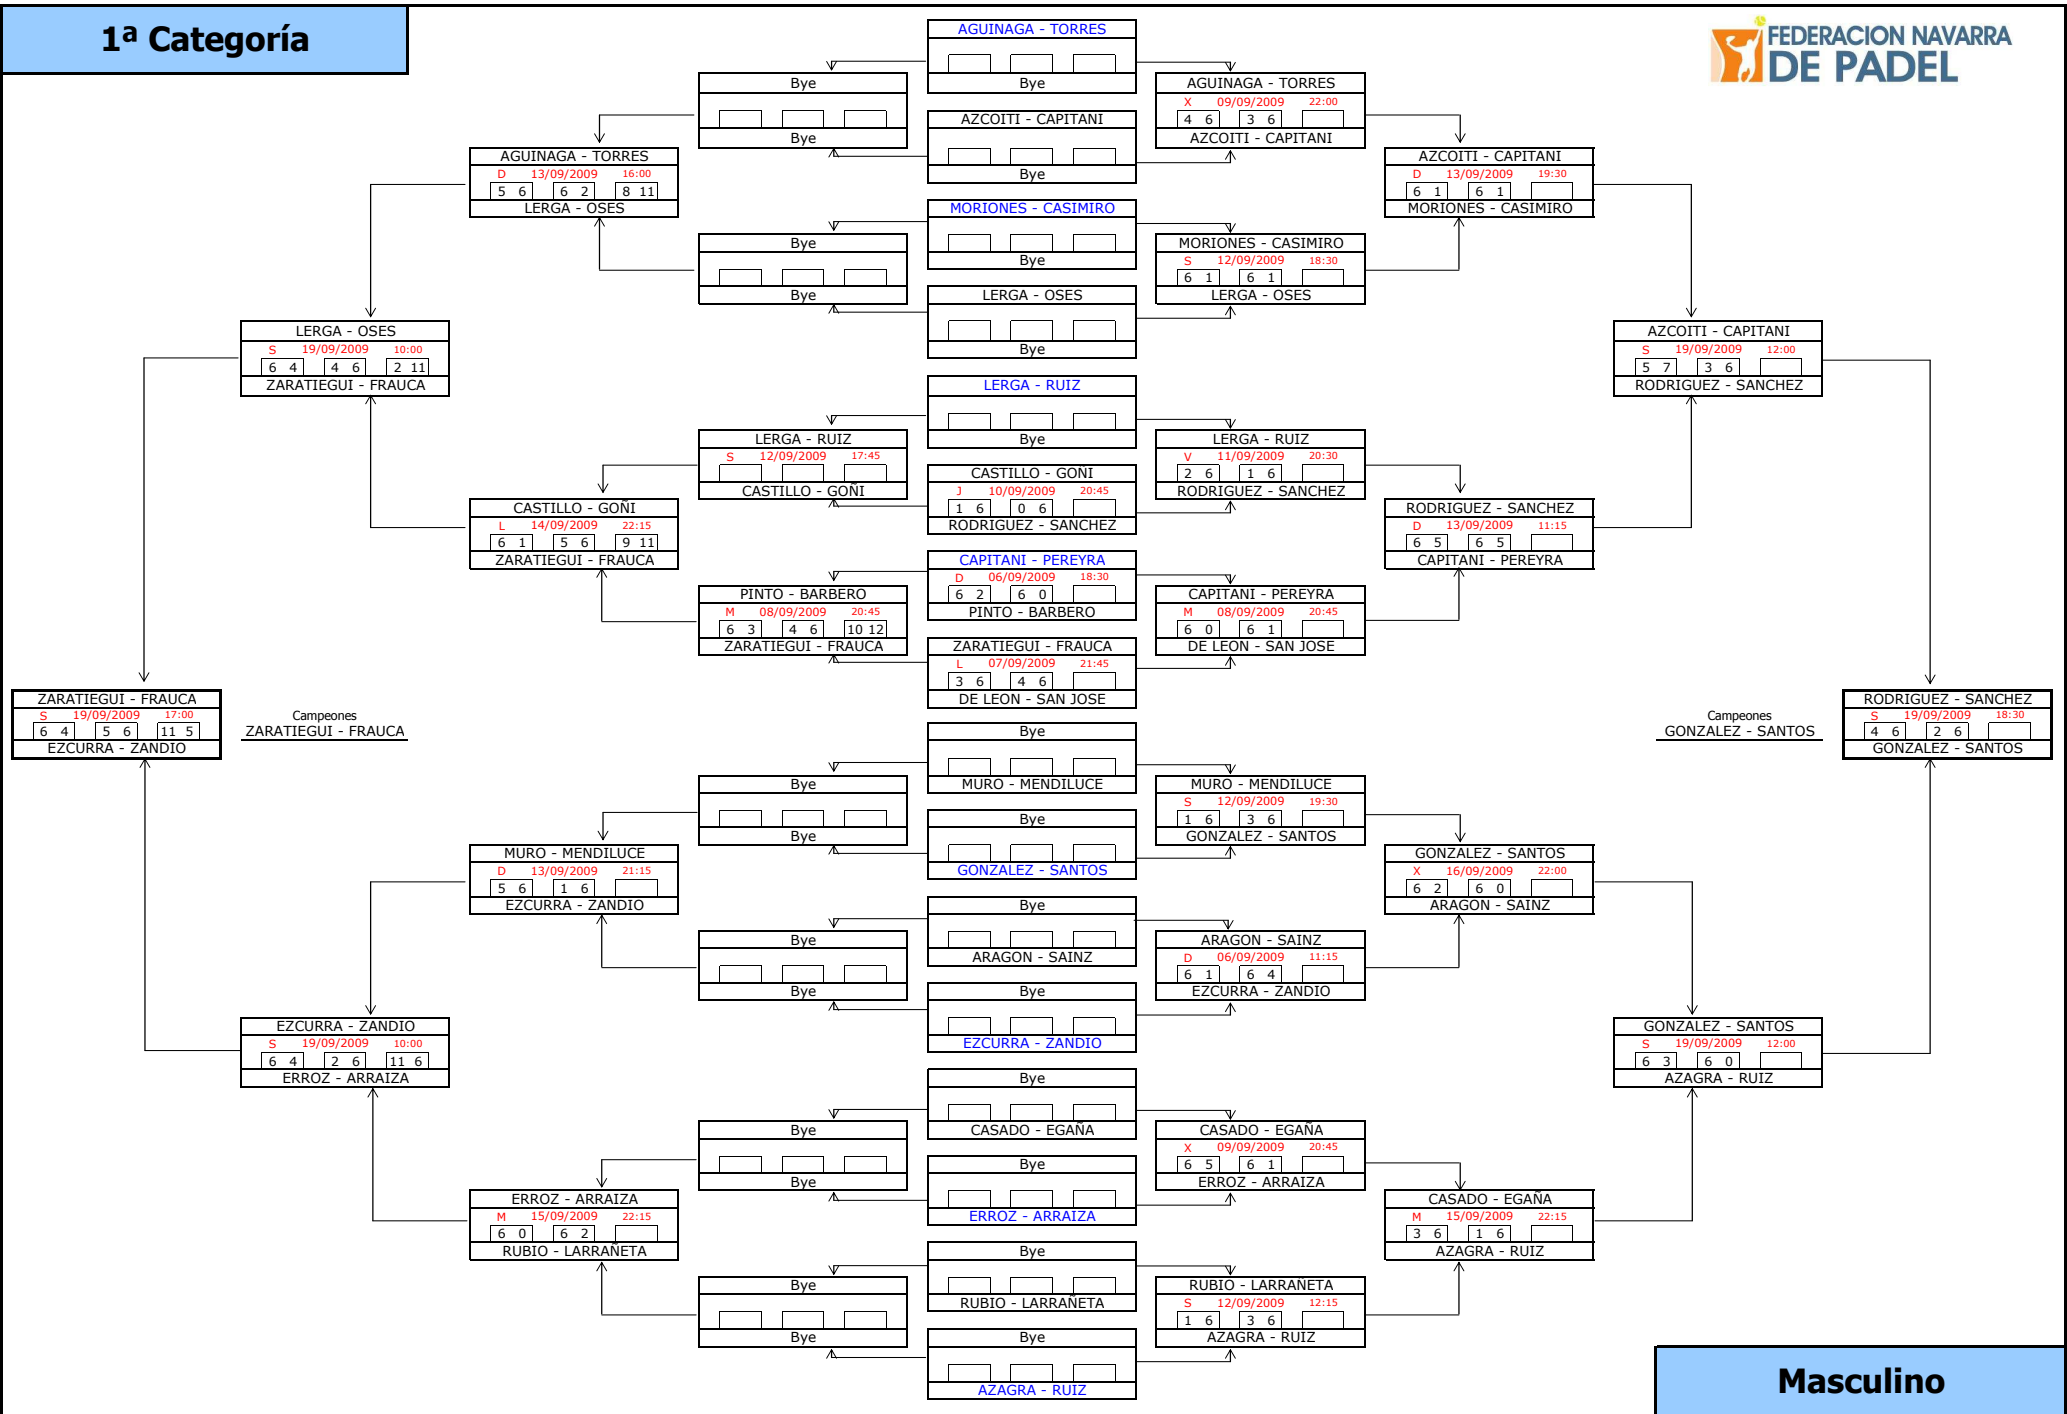 1ª Categoría
FEDERACION NAVARRA
DE PADEL
ZARATIEGUI - FRAUCA
S 19/09/2009 17:00
6 4 5 6 11 5
EZCURRA - ZANDIO
Campeones
ZARATIEGUI - FRAUCA
LERGA - OSES
S 19/09/2009 10:00
6 4 4 6 2 11
ZARATIEGUI - FRAUCA
EZCURRA - ZANDIO
S 19/09/2009 10:00
6 4 2 6 11 6
ERROZ - ARRAIZA
AGUINAGA - TORRES
D 13/09/2009 16:00
5 6 6 2 8 11
LERGA - OSES
CASTILLO - GOÑI
L 14/09/2009 22:15
6 1 5 6 9 11
ZARATIEGUI - FRAUCA
MURO - MENDILUCE
D 13/09/2009 21:15
5 6 1 6
EZCURRA - ZANDIO
ERROZ - ARRAIZA
M 15/09/2009 22:15
6 0 6 2
RUBIO - LARRAÑETA
Bye
Bye
Bye
Bye
LERGA - RUIZ
S 12/09/2009 17:45
CASTILLO - GOÑI
PINTO - BARBERO
M 08/09/2009 20:45
6 3 4 6 10 12
ZARATIEGUI - FRAUCA
Bye
Bye
Bye
Bye
Bye
Bye
Bye
Bye
AGUINAGA - TORRES
Bye
AZCOITI - CAPITANI
Bye
MORIONES - CASIMIRO
Bye
LERGA - OSES
Bye
LERGA - RUIZ
Bye
CASTILLO - GOÑI
J 10/09/2009 20:45
1 6 0 6
RODRIGUEZ - SANCHEZ
CAPITANI - PEREYRA
D 06/09/2009 18:30
6 2 6 0
PINTO - BARBERO
ZARATIEGUI - FRAUCA
L 07/09/2009 21:45
3 6 4 6
DE LEON - SAN JOSE
Bye
MURO - MENDILUCE
Bye
GONZALEZ - SANTOS
Bye
ARAGON - SAINZ
Bye
EZCURRA - ZANDIO
Bye
CASADO - EGAÑA
Bye
ERROZ - ARRAIZA
Bye
RUBIO - LARRAÑETA
Bye
AZAGRA - RUIZ
AGUINAGA - TORRES
X 09/09/2009 22:00
4 6 3 6
AZCOITI - CAPITANI
MORIONES - CASIMIRO
S 12/09/2009 18:30
6 1 6 1
LERGA - OSES
LERGA - RUIZ
V 11/09/2009 20:30
2 6 1 6
RODRIGUEZ - SANCHEZ
CAPITANI - PEREYRA
M 08/09/2009 20:45
6 0 6 1
DE LEON - SAN JOSE
MURO - MENDILUCE
S 12/09/2009 19:30
1 6 3 6
GONZALEZ - SANTOS
ARAGON - SAINZ
D 06/09/2009 11:15
6 1 6 4
EZCURRA - ZANDIO
CASADO - EGAÑA
X 09/09/2009 20:45
6 5 6 1
ERROZ - ARRAIZA
RUBIO - LARRAÑETA
S 12/09/2009 12:15
1 6 3 6
AZAGRA - RUIZ
AZCOITI - CAPITANI
D 13/09/2009 19:30
6 1 6 1
MORIONES - CASIMIRO
RODRIGUEZ - SANCHEZ
D 13/09/2009 11:15
6 5 6 5
CAPITANI - PEREYRA
GONZALEZ - SANTOS
X 16/09/2009 22:00
6 2 6 0
ARAGON - SAINZ
CASADO - EGAÑA
M 15/09/2009 22:15
3 6 1 6
AZAGRA - RUIZ
AZCOITI - CAPITANI
S 19/09/2009 12:00
5 7 3 6
RODRIGUEZ - SANCHEZ
GONZALEZ - SANTOS
S 19/09/2009 12:00
6 3 6 0
AZAGRA - RUIZ
Campeones
GONZALEZ - SANTOS
RODRIGUEZ - SANCHEZ
S 19/09/2009 18:30
4 6 2 6
GONZALEZ - SANTOS
Masculino